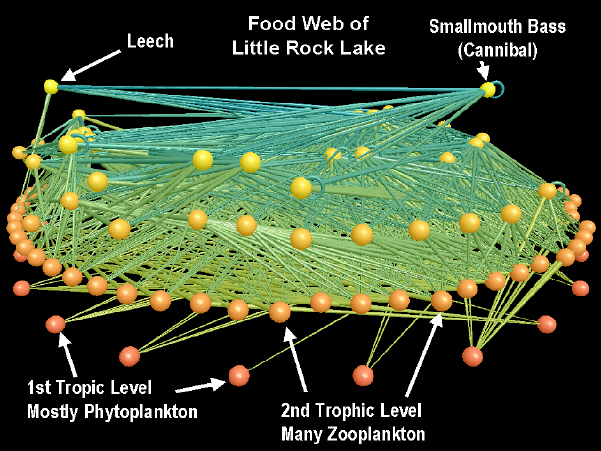 Food Web of
Little Rock Lake
Leech
Smallmouth Bass
(Cannibal)
1st Tropic Level
Mostly Phytoplankton
2nd Trophic Level
Many Zooplankton